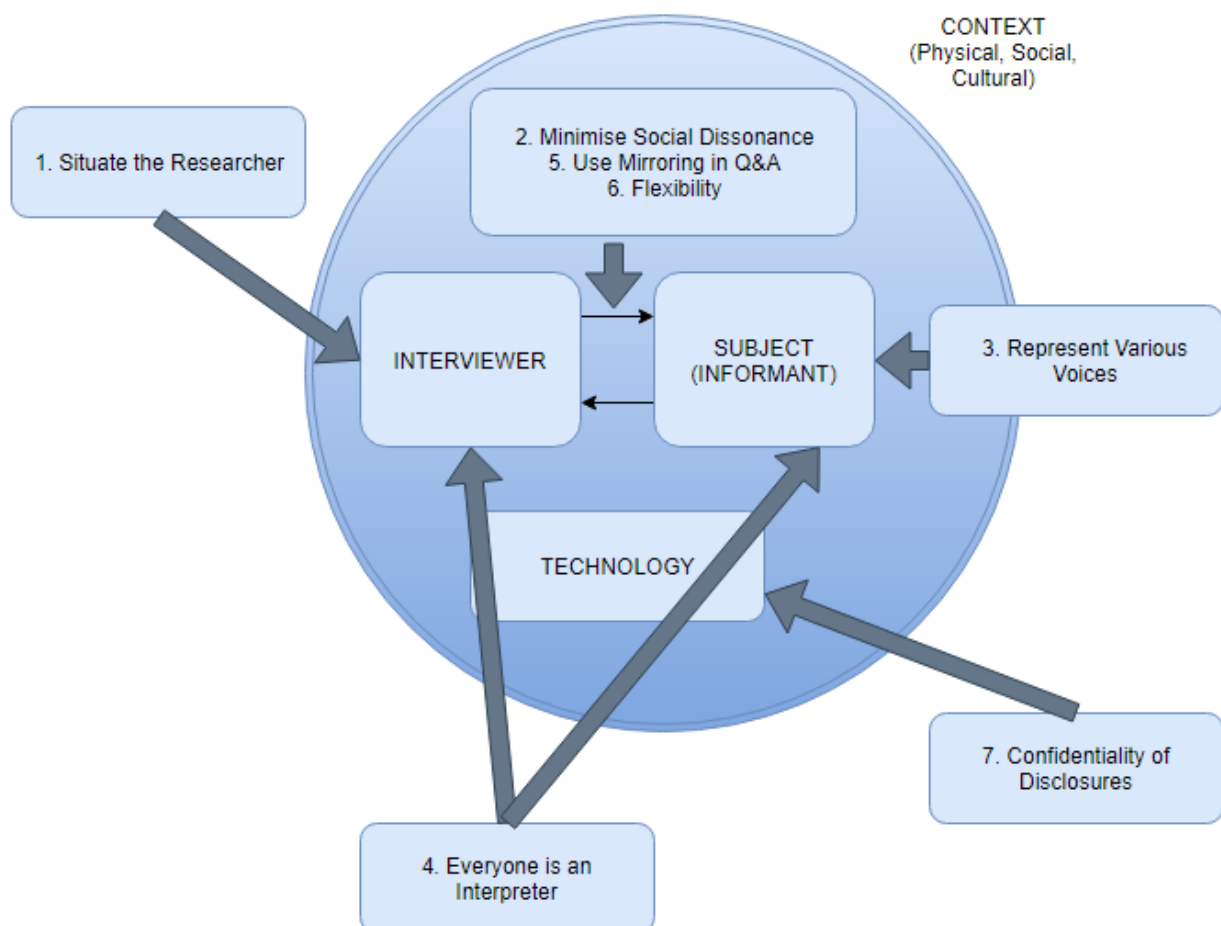 CONTEXT
(Physical, Social,
Cultural)
1. Situate the Researcher
2. Minimise Social Dissonance
5. Use Mirroring in Q&A
6. Flexibility
INTERVIEWER
SUBJECT
(INFORMANT)
3. Represent Various
Voices
TECHNOLOGY
7. Confidentiality of
Disclosures
4. Everyone is an
Interpreter